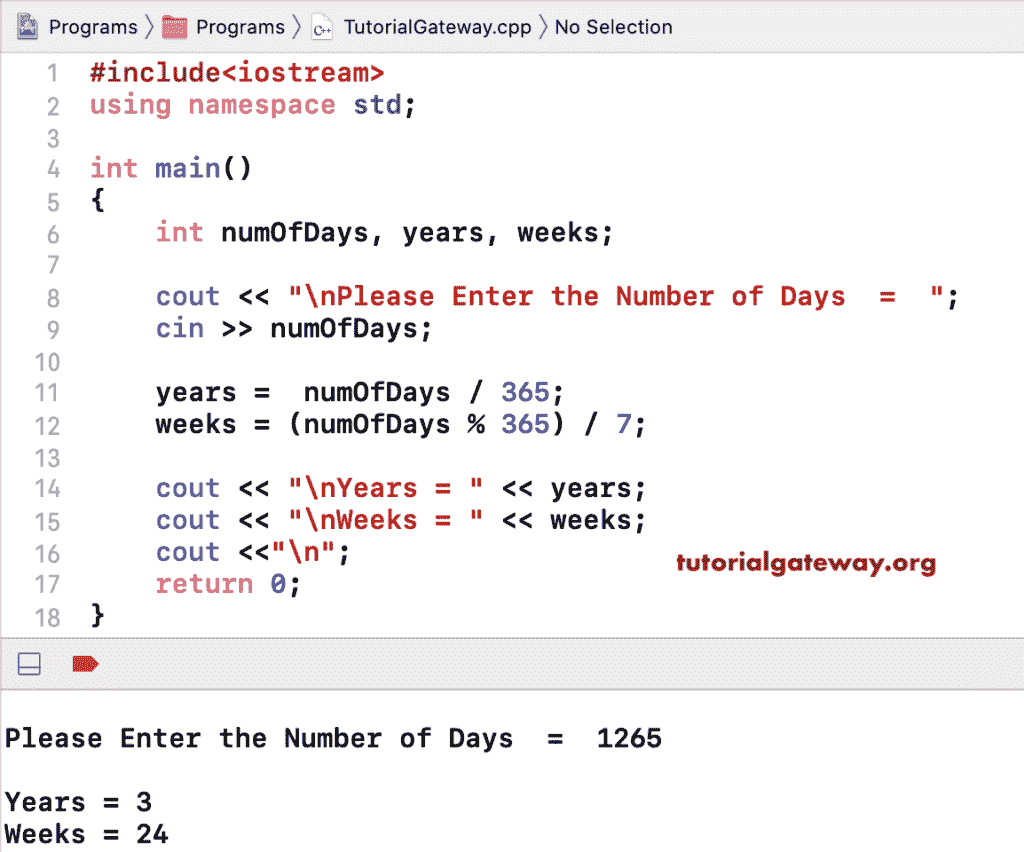 Programs > Programs > TutorialGateway.cpp > No Selection
1 #include<iostream>
2 using namespace std;
3
4 int main()
5 {
6     int numOfDays, years, weeks;
7
8     cout << "\nPlease Enter the Number of Days  =  ";
9     cin >> numOfDays;
10
11     years =  numOfDays / 365;
12     weeks = (numOfDays % 365) / 7;
13
14     cout << "\nYears = " << years;
15     cout << "\nWeeks = " << weeks;
16     cout <<"\n";
tutorialgateway.org
17     return 0;
18 }
Please Enter the Number of Days  =  1265
Years = 3
Weeks = 24